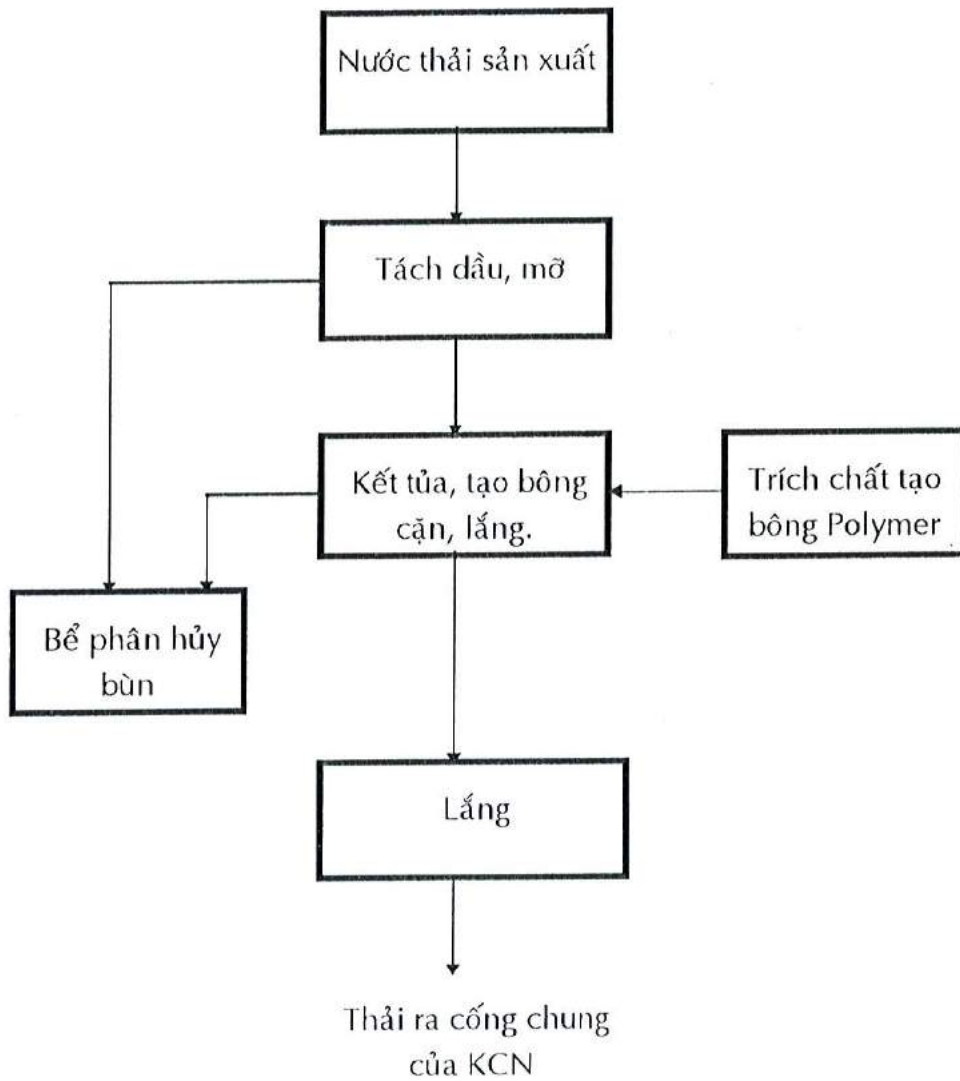 Nước thải sản xuất
Tách dầu, mỡ
Kết tủa, tạo bông
cặn, lắng.
Trích chất tạo
bông Polymer
Bể phân hủy
bùn
Lắng
Thải ra cống chung
của KCN